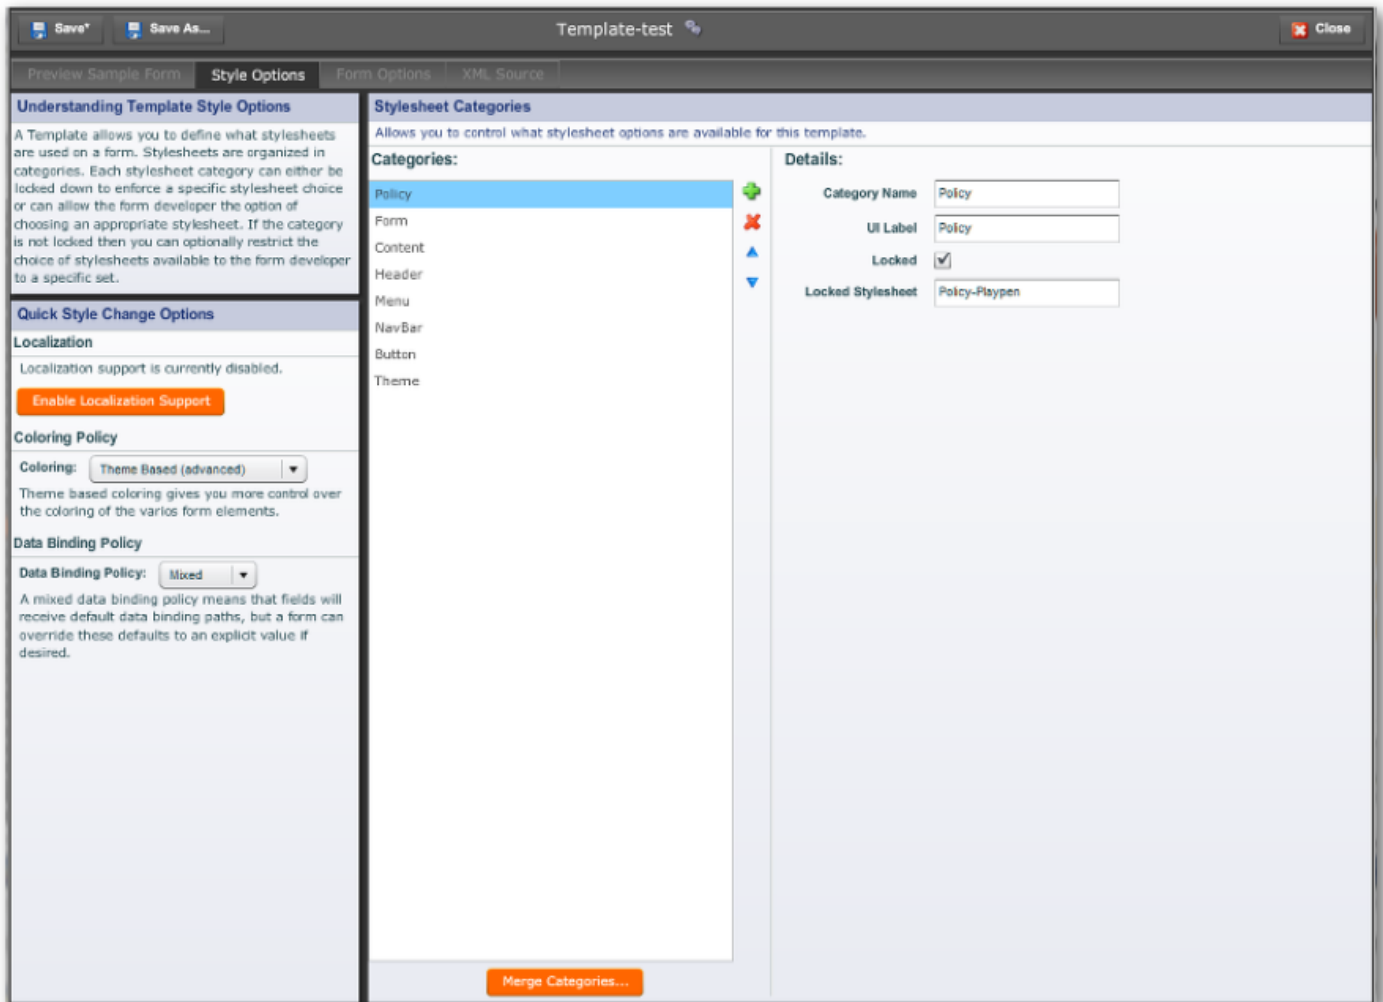 Save*
Save As...
Template-test
Close
Preview Sample Form
Style Options
Form Options
XML Source
Understanding Template Style Options
A Template allows you to define what stylesheets
are used on a form. Stylesheets are organized in
categories. Each stylesheet category can either be
locked down to enforce a specific stylesheet choice
or can allow the form developer the option of
choosing an appropriate stylesheet. If the category
is not locked then you can optionally restrict the
choice of stylesheets available to the form developer
to a specific set.
Quick Style Change Options
Localization
Localization support is currently disabled.
Enable Localization Support
Coloring Policy
Coloring: Theme Based (advanced)
Theme based coloring gives you more control over
the coloring of the varios form elements.
Data Binding Policy
Data Binding Policy: Mixed
A mixed data binding policy means that fields will
receive default data binding paths, but a form can
override these defaults to an explicit value if
desired.
Stylesheet Categories
Allows you to control what stylesheet options are available for this template.
Categories:
Policy
Form
Content
Header
Menu
NavBar
Button
Theme
Merge Categories...
Details:
Category Name Policy
UI Label Policy
Locked
Locked Stylesheet Policy-Playpen